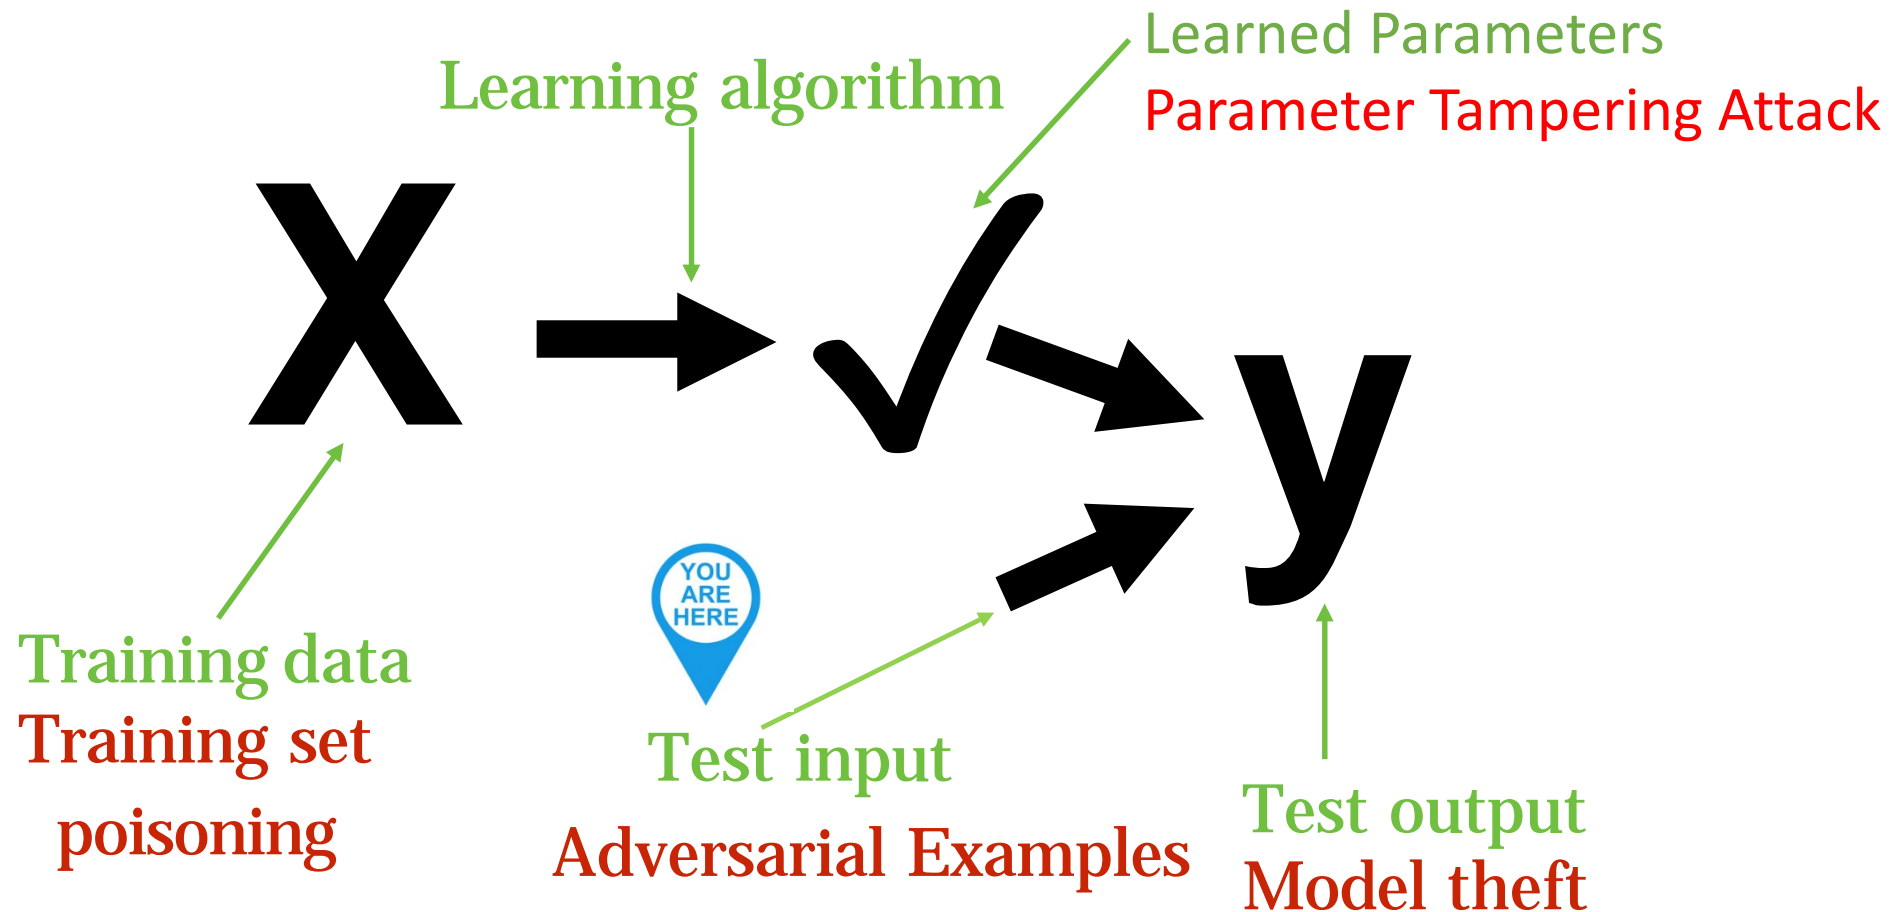 Learned Parameters
Parameter Tampering Attack
Learning algorithm
X
y
YOU
ARE
HERE
Training data
Training set
poisoning
Test input
Adversarial Examples
Test output
Model theft